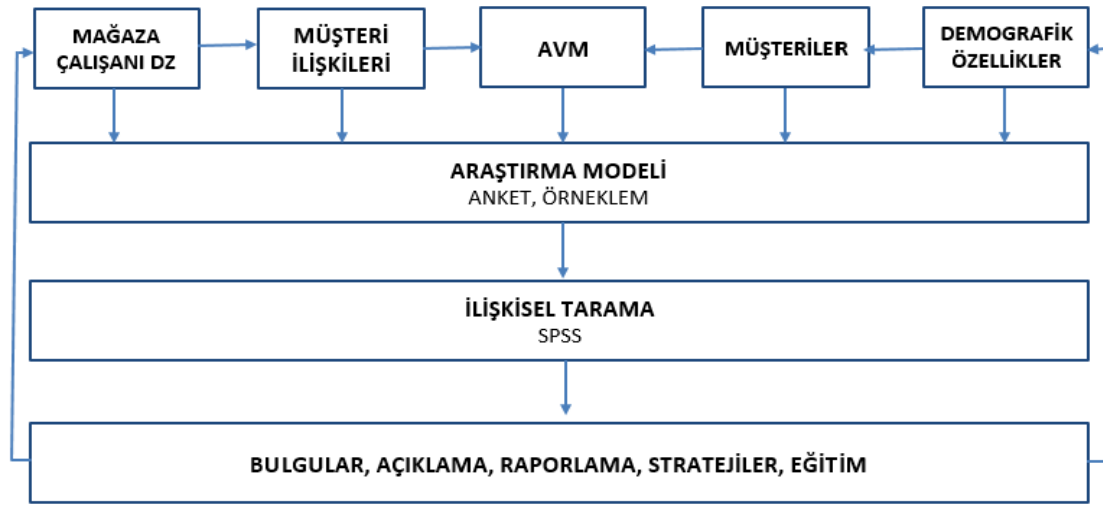 MAĞAZA
ÇALIŞANI DZ
MÜŞTERİ
İLİŞKİLERİ
AVM
MÜŞTERİLER
DEMOGRAFİK
ÖZELLİKLER
ARAŞTIRMA MODELİ
ANKET, ÖRNEKLEM
İLİŞKİSEL TARAMA
SPSS
BULGULAR, AÇIKLAMA, RAPORLAMA, STRATEJİLER, EĞİTİM